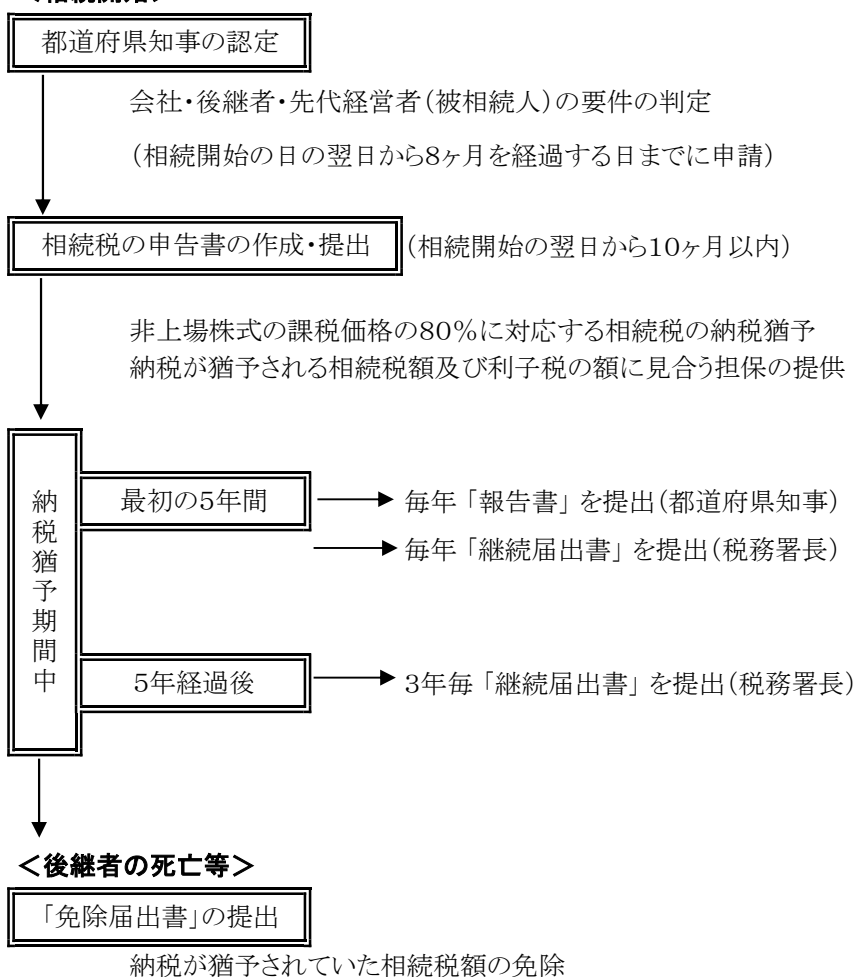 ＜相続開始＞
都道府県知事の認定
会社・後継者・先代経営者（被相続人）の要件の判定
（相続開始の日の翌日から8ヶ月を経過する日までに申請）
相続税の申告書の作成・提出
（相続開始の翌日から10ヶ月以内）
非上場株式の課税価格の80％に対応する相続税の納税猶予
納税が猶予される相続税額及び利子税の額に見合う担保の提供
納税猶予期間中
最初の5年間
毎年「報告書」を提出（都道府県知事）
毎年「継続届出書」を提出（税務署長）
5年経過後
3年毎「継続届出書」を提出（税務署長）
＜後継者の死亡等＞
「免除届出書」の提出
納税が猶予されていた相続税額の免除